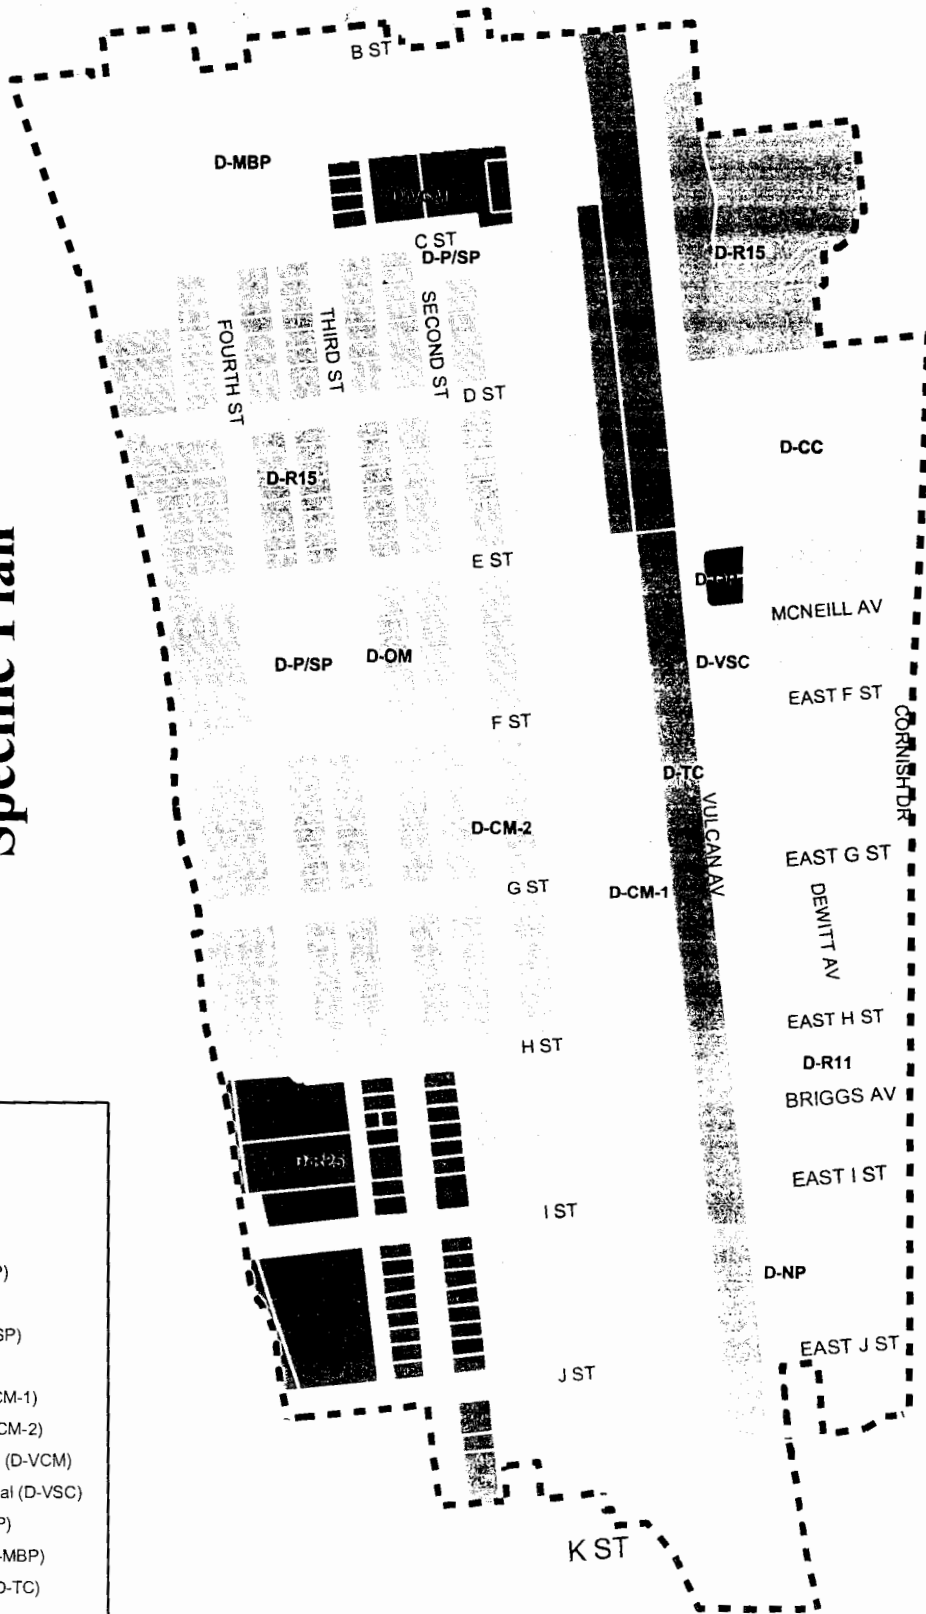 Specific Plan
B ST
D-MBP
C ST
D-P/SP
D-R15
FOURTH ST
THIRD ST
SECOND ST
D ST
D-CC
D-R15
E ST
MCNEILL AV
D-P/SP
D-OM
D-VSC
EAST F ST
F ST
CORNISH DR
D-TC
VULCAN AV
D-CM-2
EAST G ST
G ST
D-CM-1
DEWITT AV
EAST H ST
H ST
D-R11
BRIGGS AV
D-R25
EAST I ST
I ST
D-NP
EAST J ST
J ST
K ST
P)
SP)
CM-1)
CM-2)
(D-VCM)
al (D-VSC)
P)
-MBP)
D-TC)